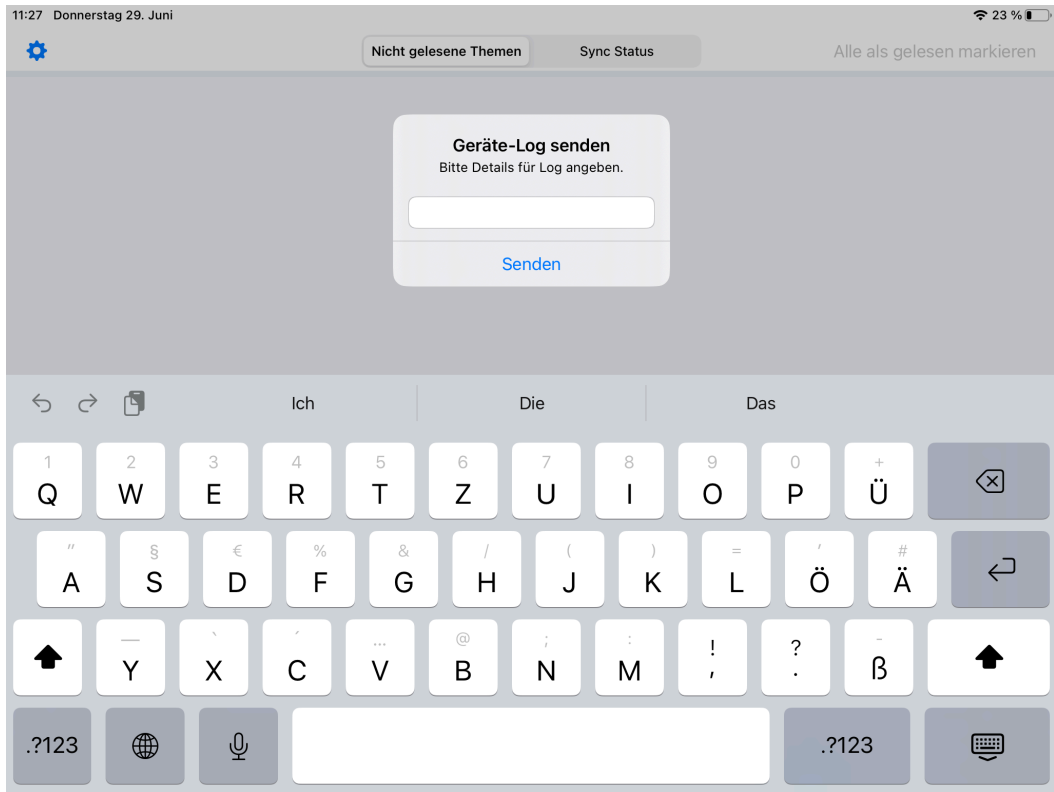 11:27 Donnerstag 29. Juni 23 %
Nicht gelesene Themen Sync Status Alle als gelesen markieren
Geräte-Log senden
Bitte Details für Log angeben.
Senden
Ich Die Das
1 2 3 4 5 6 7 8 9 0 +
Q W E R T Z U I O P Ü
" § € % & / ( ) = ' #
A S D F G H J K L Ö Ä
— ` ´ ... @ ; : ! ? -
Y X C V B N M , . ß
.?123 .?123